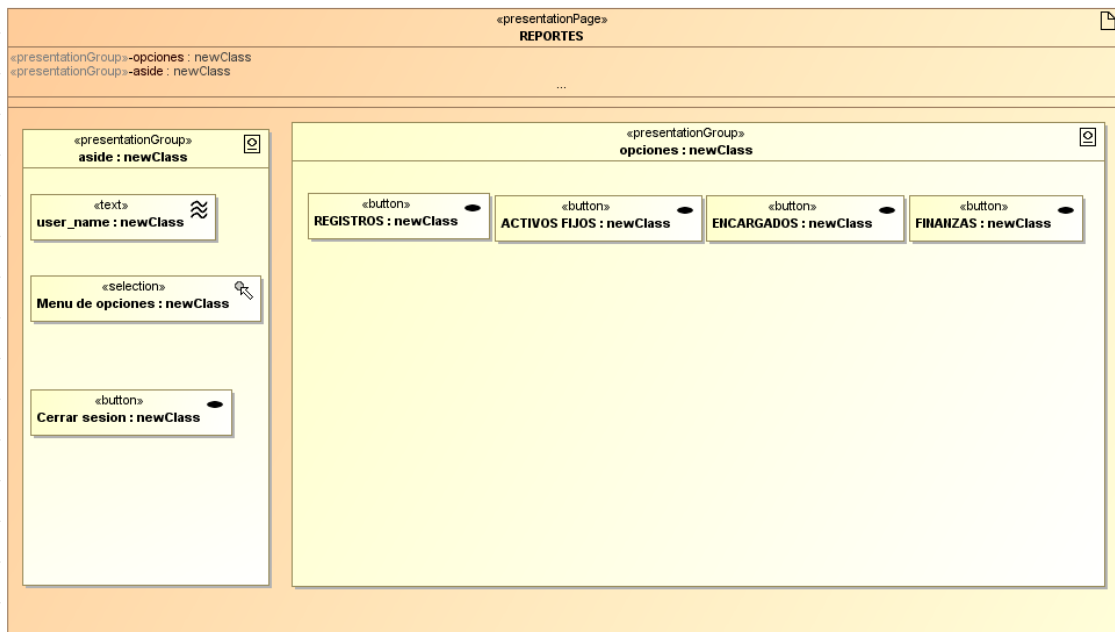 «presentationPage»
REPORTES
«presentationGroup»-opciones : newClass
«presentationGroup»-aside : newClass
...
«presentationGroup»
aside : newClass
«text»
user_name : newClass
«selection»
Menu de opciones : newClass
«button»
Cerrar sesion : newClass
«presentationGroup»
opciones : newClass
«button»
REGISTROS : newClass
«button»
ACTIVOS FIJOS : newClass
«button»
ENCARGADOS : newClass
«button»
FINANZAS : newClass